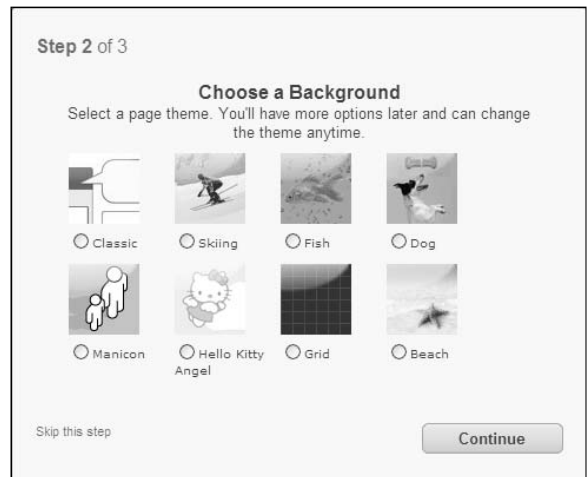 Step 2 of 3
Choose a Background
Select a page theme. You'll have more options later and can change
the theme anytime.
Classic
Skiing
Fish
Dog
Manicon
Hello Kitty
Angel
Grid
Beach
Skip this step
Continue